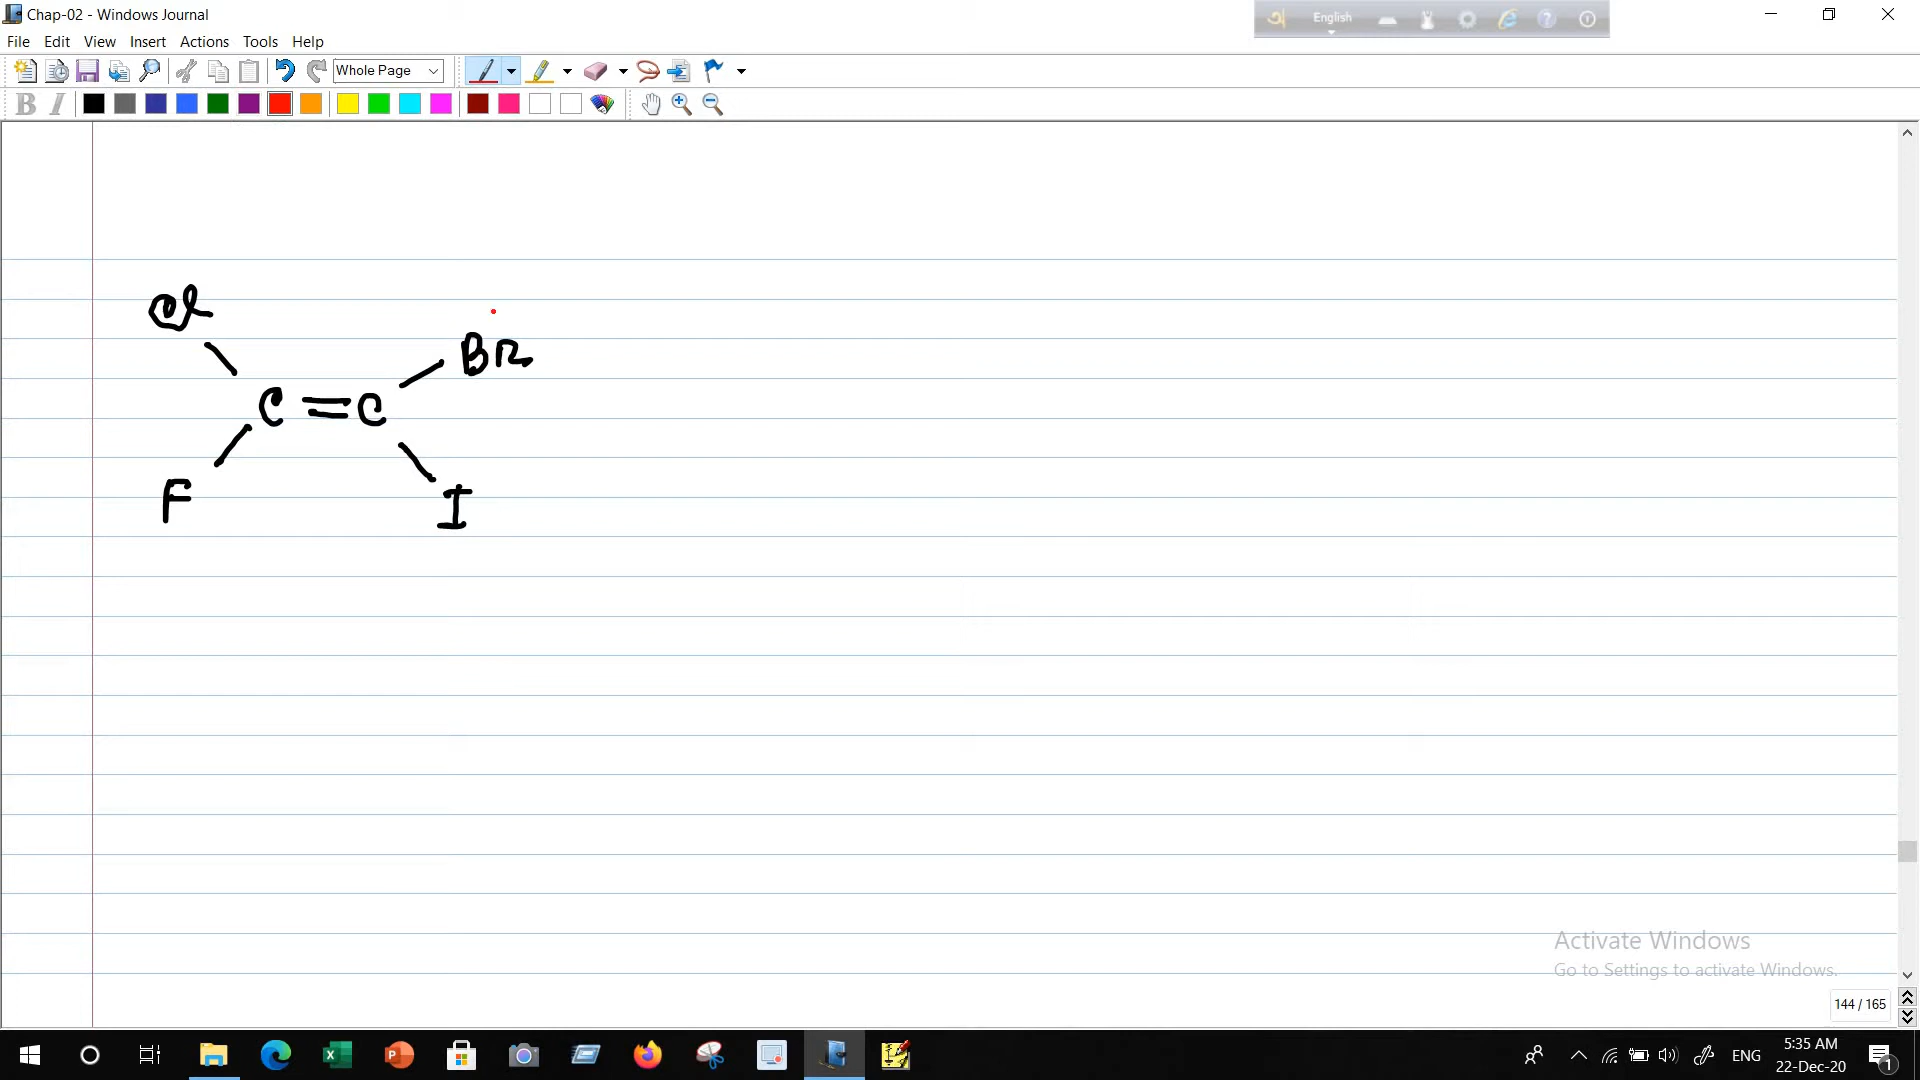 Chap-02 - Windows Journal
English
File Edit View Insert Actions Tools Help
Whole Page
B I
Cl
Br
C = C
F
I
Activate Windows
Go to Settings to activate Windows.
144 / 165
ENG
5:35 AM
22-Dec-20
1